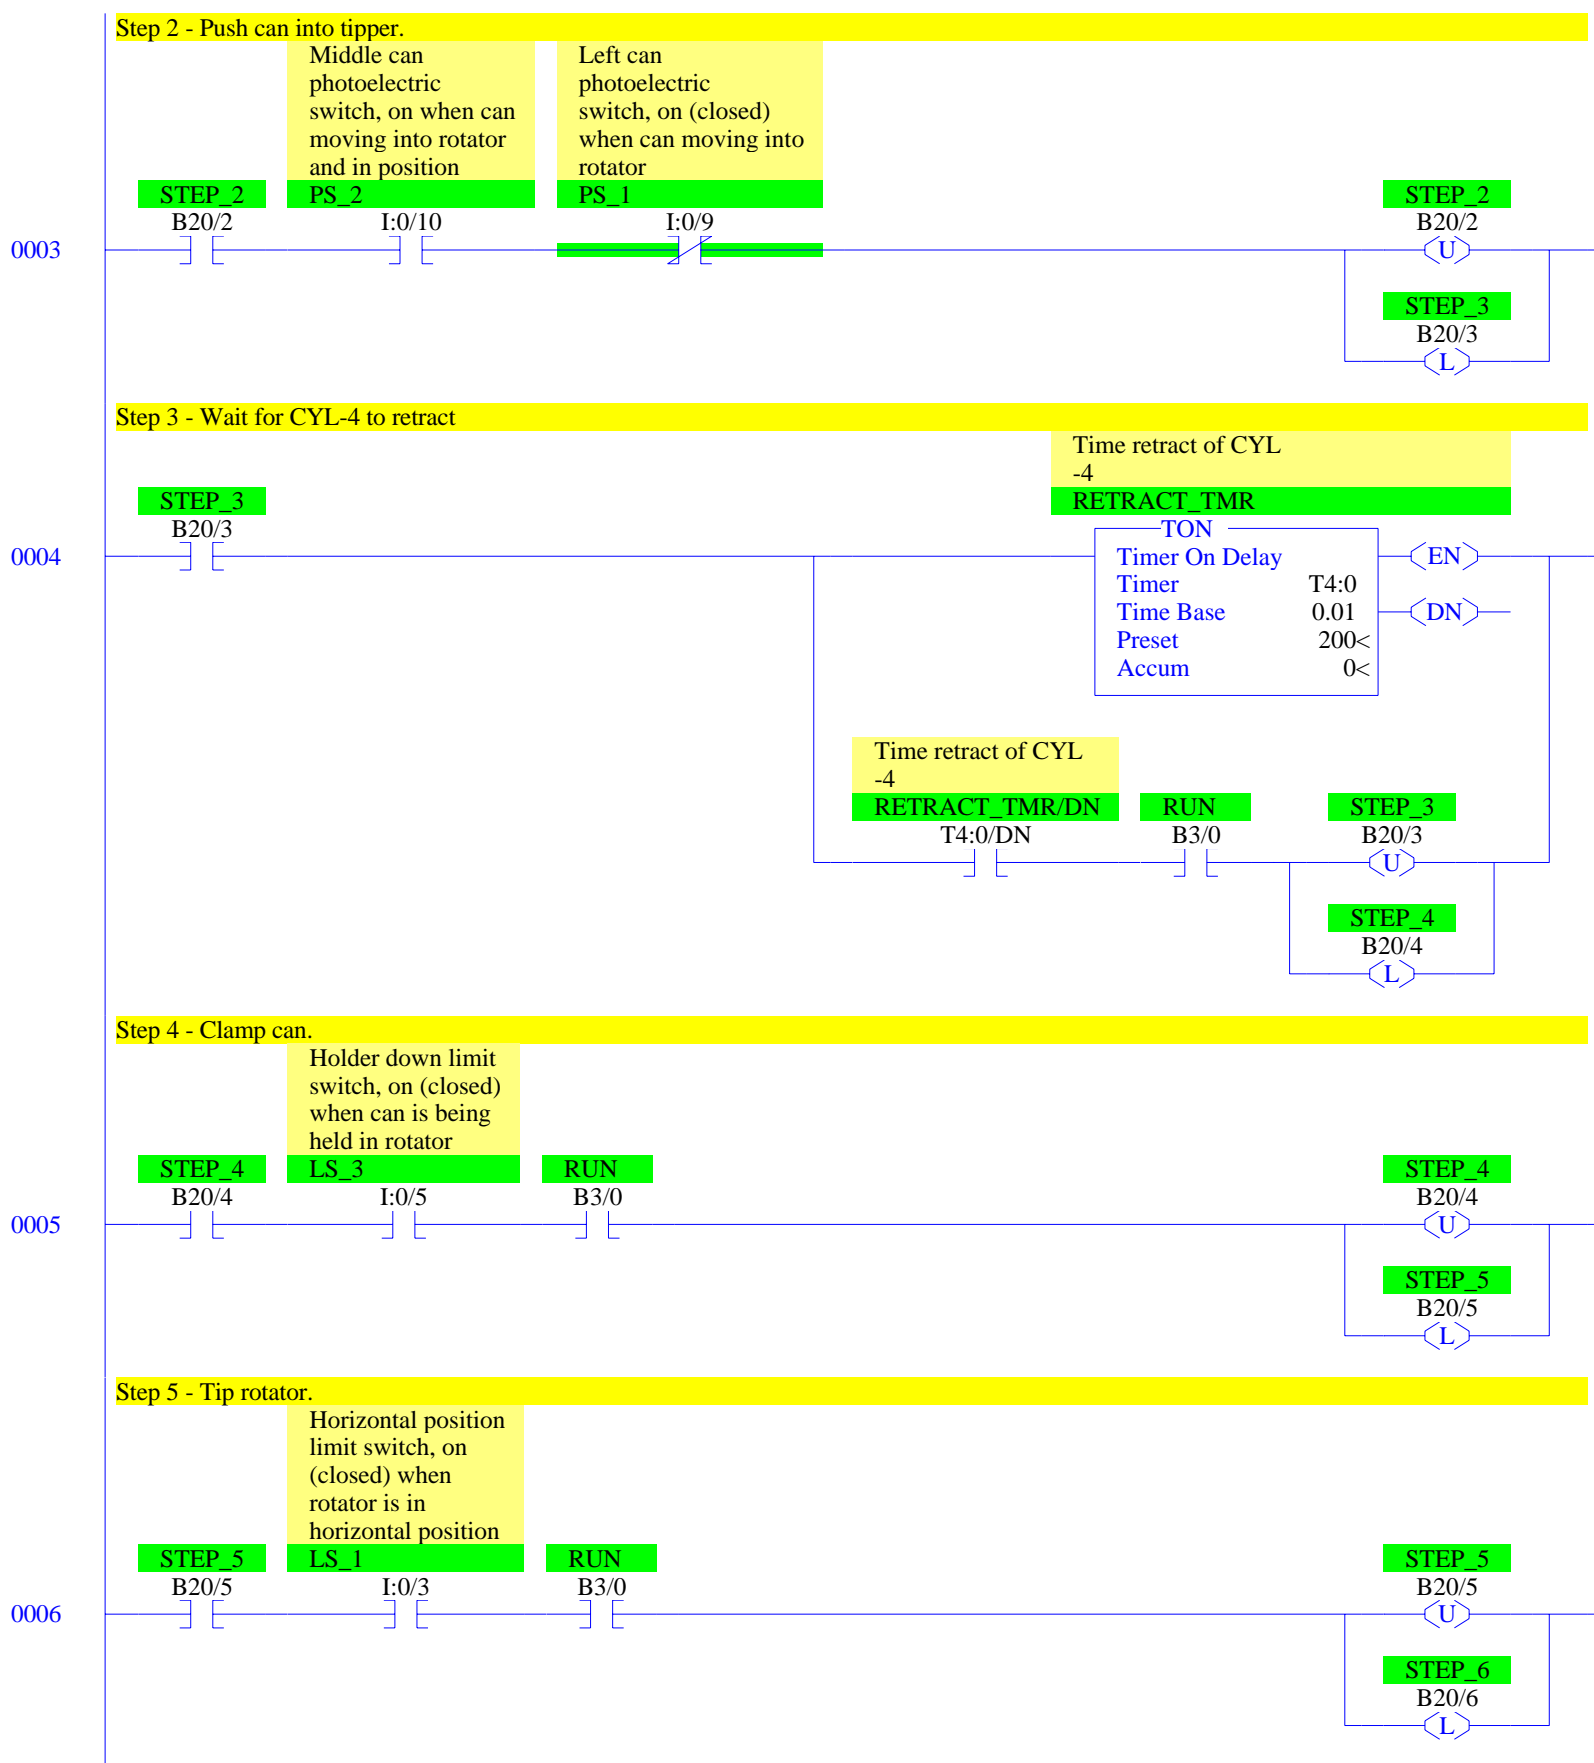 Step 2 - Push can into tipper.
Middle can
photoelectric
switch, on when can
moving into rotator
and in position
Left can
photoelectric
switch, on (closed)
when can moving into
rotator
STEP_2
PS_2
PS_1
STEP_2
B20/2
I:0/10
I:0/9
B20/2
0003
U
STEP_3
B20/3
L
Step 3 - Wait for CYL-4 to retract
Time retract of CYL
-4
STEP_3
RETRACT_TMR
B20/3
TON
0004
Timer On Delay
EN
Timer T4:0
Time Base 0.01
DN
Preset 200<
Accum 0<
Time retract of CYL
-4
RETRACT_TMR/DN
RUN
STEP_3
T4:0/DN
B3/0
B20/3
U
STEP_4
B20/4
L
Step 4 - Clamp can.
Holder down limit
switch, on (closed)
when can is being
held in rotator
STEP_4
LS_3
RUN
STEP_4
B20/4
I:0/5
B3/0
B20/4
0005
U
STEP_5
B20/5
L
Step 5 - Tip rotator.
Horizontal position
limit switch, on
(closed) when
rotator is in
horizontal position
STEP_5
LS_1
RUN
STEP_5
B20/5
I:0/3
B3/0
B20/5
0006
U
STEP_6
B20/6
L